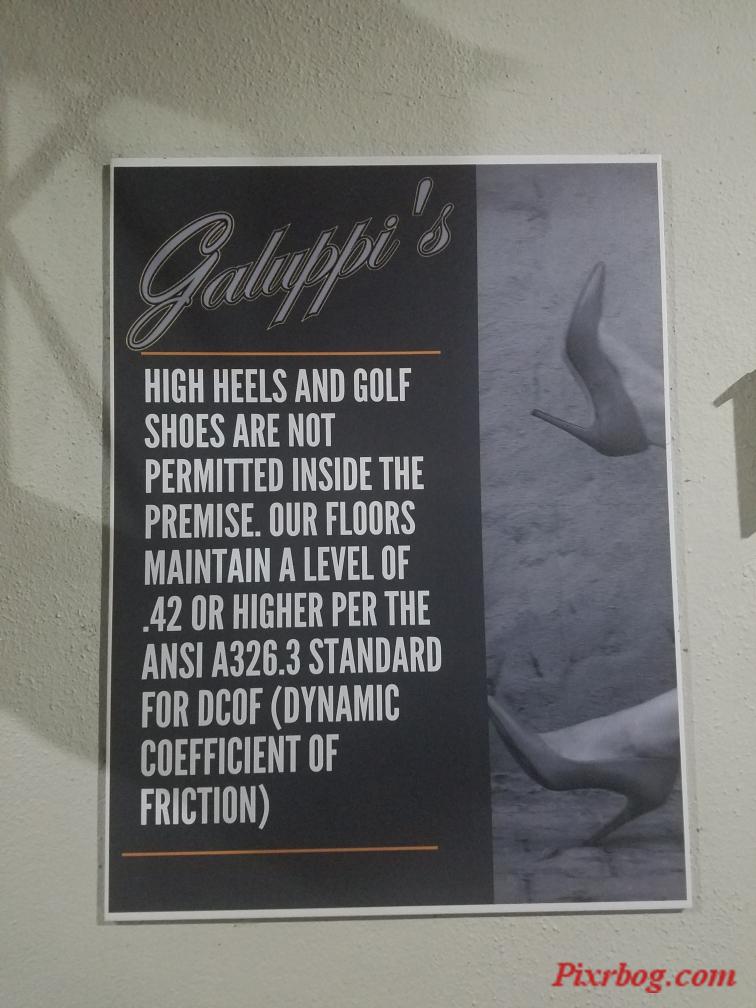 Galuppi's
HIGH HEELS AND GOLF
SHOES ARE NOT
PERMITTED INSIDE THE
PREMISE. OUR FLOORS
MAINTAIN A LEVEL OF
.42 OR HIGHER PER THE
ANSI A326.3 STANDARD
FOR DCOF (DYNAMIC
COEFFICIENT OF
FRICTION)
Pixrbog.com